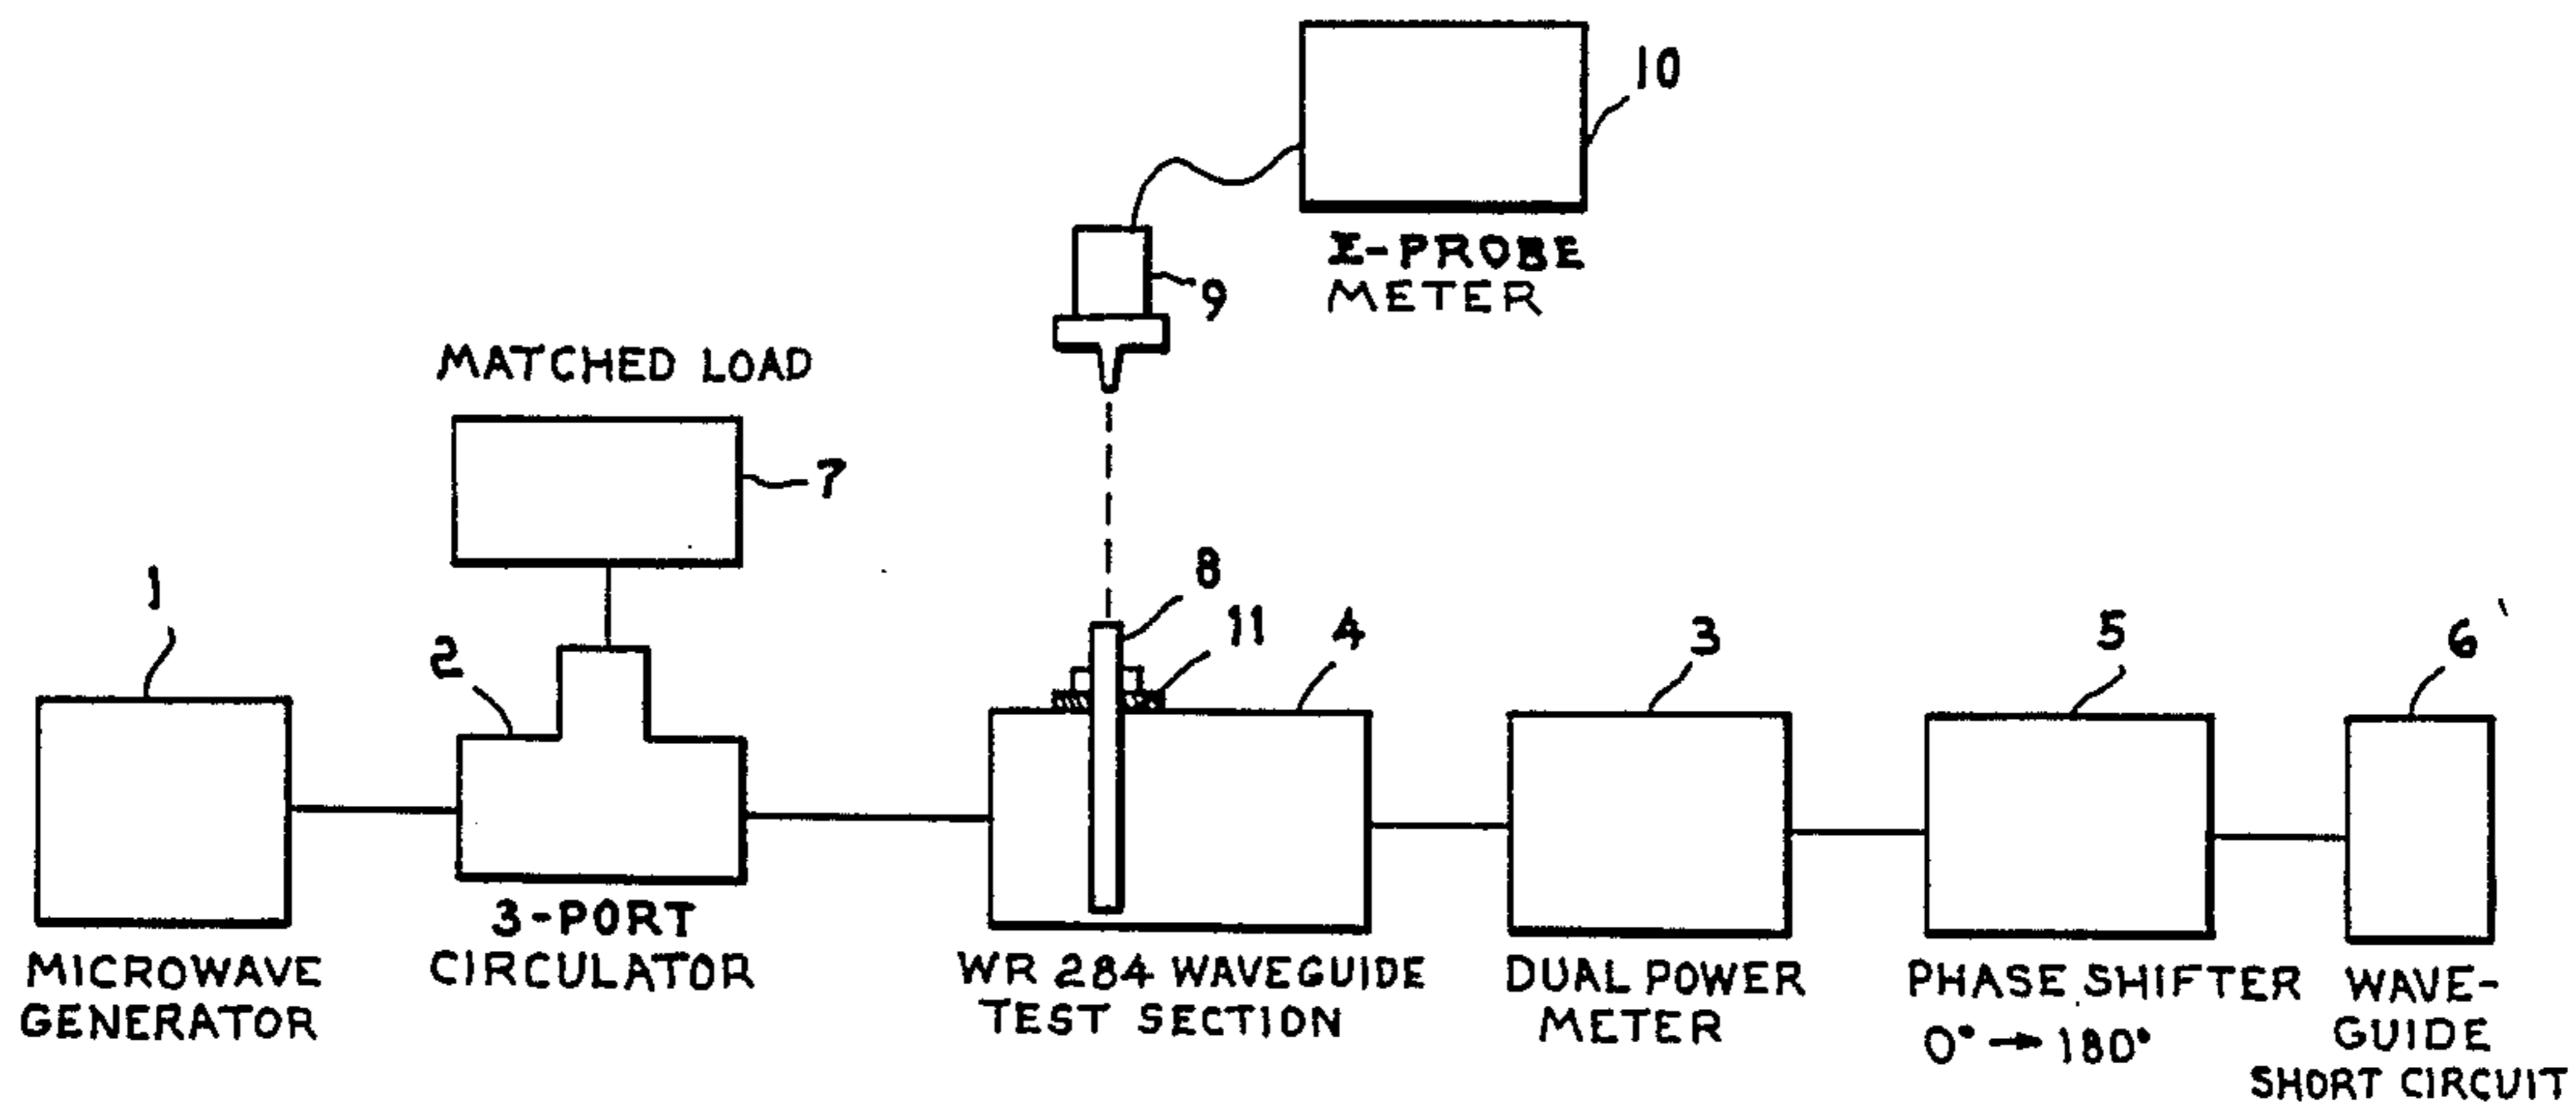 10
X-PROBE
METER
9
MATCHED LOAD
7
1
2
8
11
4
3
5
6
MICROWAVE
GENERATOR
3-PORT
CIRCULATOR
WR 284 WAVEGUIDE
TEST SECTION
DUAL POWER
METER
PHASE SHIFTER
0° → 180°
WAVE-
GUIDE
SHORT CIRCUIT